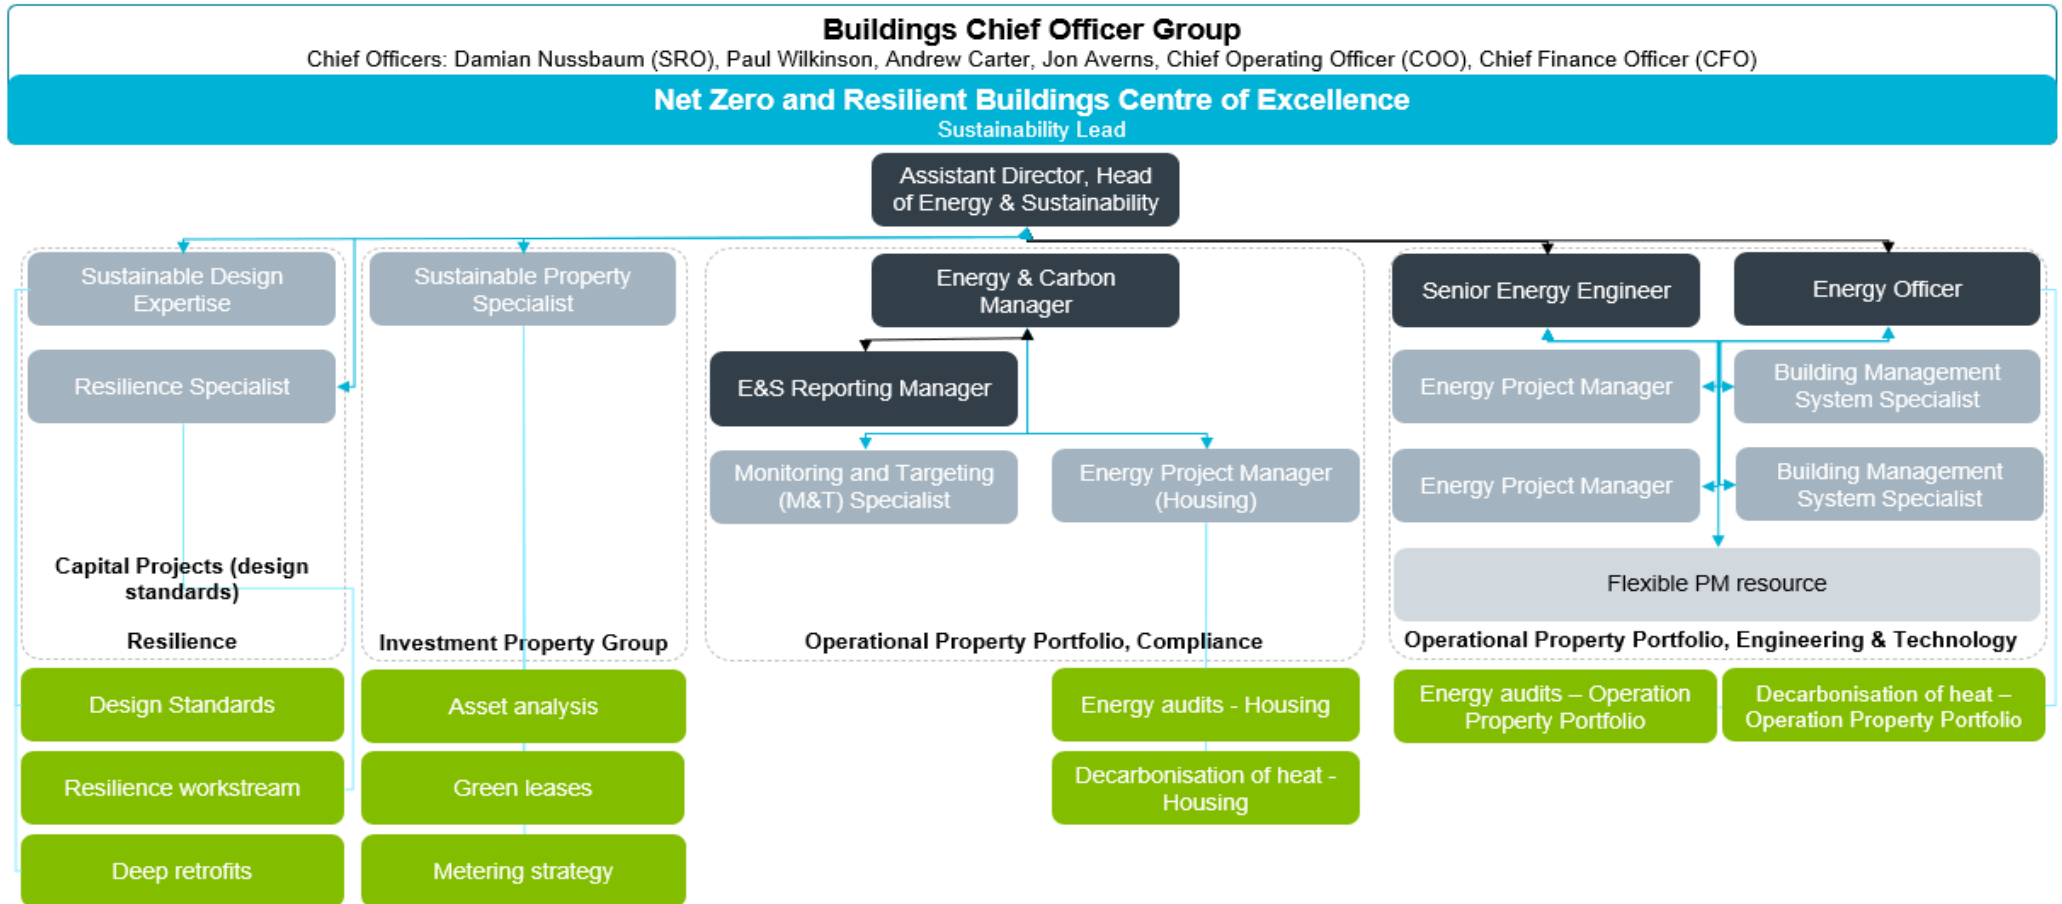 Buildings Chief Officer Group
Chief Officers: Damian Nussbaum (SRO), Paul Wilkinson, Andrew Carter, Jon Averns, Chief Operating Officer (COO), Chief Finance Officer (CFO)
Net Zero and Resilient Buildings Centre of Excellence
Sustainability Lead
Assistant Director, Head
of Energy & Sustainability
Sustainable Design
Expertise
Resilience Specialist
Capital Projects (design
standards)
Resilience
Sustainable Property
Specialist
Investment Property Group
Energy & Carbon
Manager
E&S Reporting Manager
Monitoring and Targeting
(M&T) Specialist
Energy Project Manager
(Housing)
Operational Property Portfolio, Compliance
Senior Energy Engineer
Energy Officer
Energy Project Manager
Building Management
System Specialist
Energy Project Manager
Building Management
System Specialist
Flexible PM resource
Operational Property Portfolio, Engineering & Technology
Design Standards
Resilience workstream
Deep retrofits
Asset analysis
Green leases
Metering strategy
Energy audits - Housing
Decarbonisation of heat -
Housing
Energy audits – Operation
Property Portfolio
Decarbonisation of heat –
Operation Property Portfolio